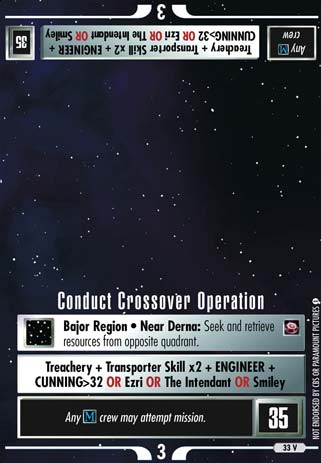 3
Any [M] crew
35
Treachery + Transporter Skill x2 + ENGINEER +
CUNNING>32 OR Ezri OR The Intendant OR Smiley
Conduct Crossover Operation
Bajor Region • Near Derna: Seek and retrieve
resources from opposite quadrant.
Treachery + Transporter Skill x2 + ENGINEER +
CUNNING>32 OR Ezri OR The Intendant OR Smiley
Any [M] crew may attempt mission.
35
3
33 V
NOT ENDORSED BY CBS OR PARAMOUNT PICTURES